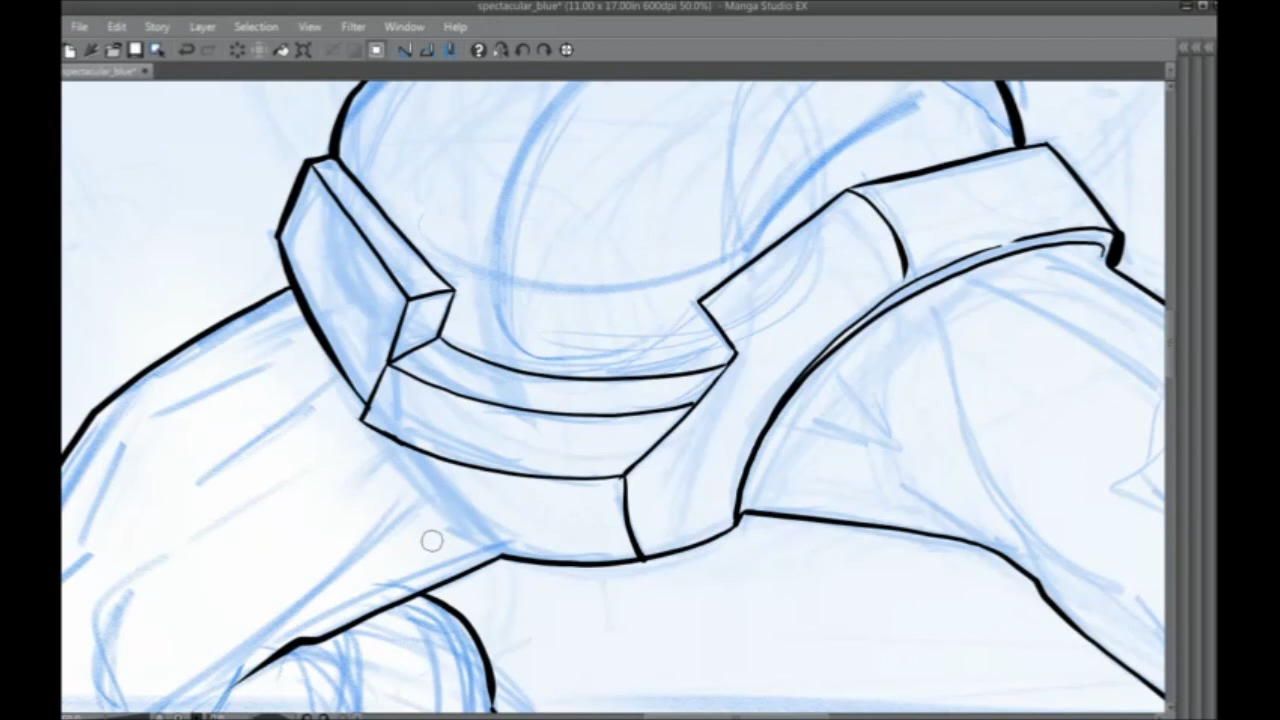 spectacular_blue* (11.00 x 17.00in 600dpi 50.0%) - Manga Studio EX
File Edit Story Layer Selection View Filter Window Help
spectacular_blue*